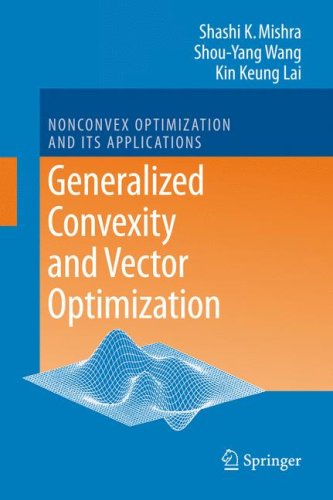 Shashi K. Mishra
Shou-Yang Wang
Kin Keung Lai
NONCONVEX OPTIMIZATION
AND ITS APPLICATIONS
Generalized
Convexity
and Vector
Optimization
Springer